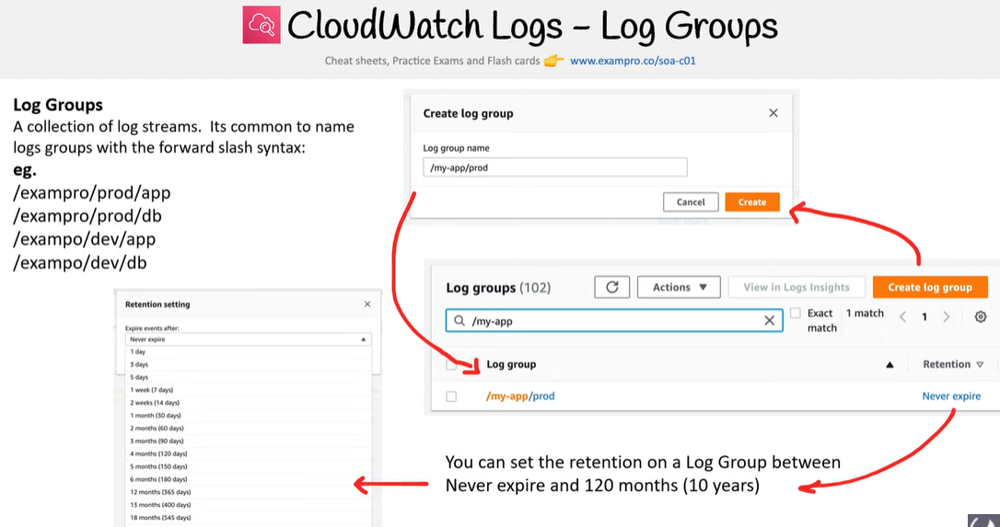 CloudWatch Logs – Log Groups
Cheat sheets, Practice Exams and Flash cards 👉 www.exampro.co/soa-c01
Log Groups
A collection of log streams.  Its common to name
logs groups with the forward slash syntax:
eg.
/exampro/prod/app
/exampro/prod/db
/exampo/dev/app
/exampo/dev/db
Create log group
Log group name
/my-app/prod
Cancel
Create
Log groups (102)
Actions
View in Logs Insights
Create log group
/my-app
Exact
match
1 match
1
Log group
Retention
/my-app/prod
Never expire
Retention setting
Expire events after:
Never expire
1 day
3 days
5 days
1 week (7 days)
2 weeks (14 days)
1 month (30 days)
2 months (60 days)
3 months (90 days)
4 months (120 days)
5 months (150 days)
6 months (180 days)
12 months (365 days)
13 months (400 days)
18 months (545 days)
You can set the retention on a Log Group between
Never expire and 120 months (10 years)